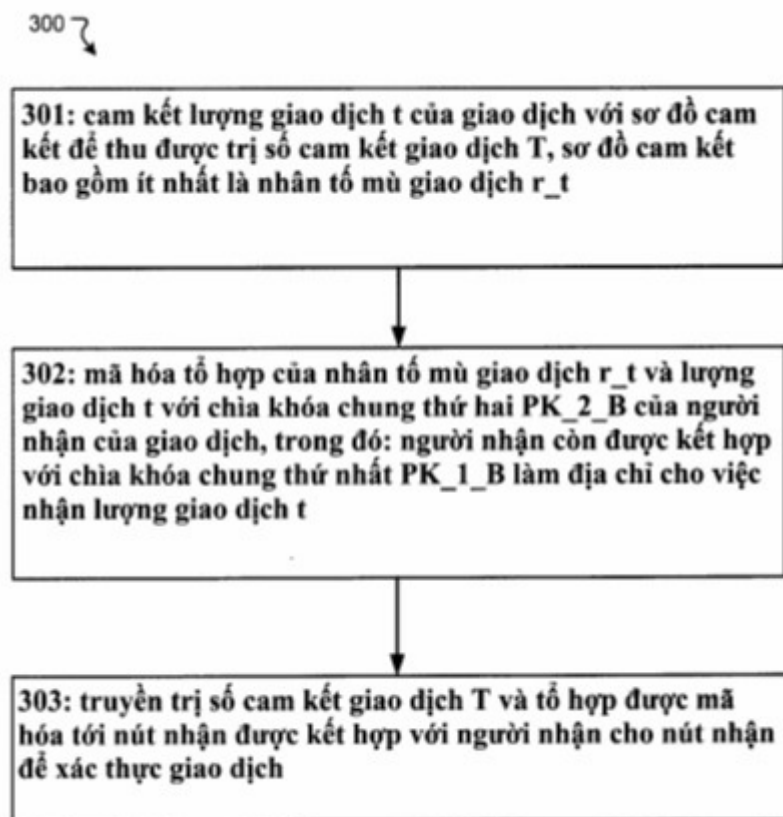 300
301: cam kết lượng giao dịch t của giao dịch với sơ đồ cam
kết để thu được trị số cam kết giao dịch T, sơ đồ cam kết
bao gồm ít nhất là nhân tố mù giao dịch r_t
302: mã hóa tổ hợp của nhân tố mù giao dịch r_t và lượng
giao dịch t với chìa khóa chung thứ hai PK_2_B của người
nhận của giao dịch, trong đó: người nhận còn được kết hợp
với chìa khóa chung thứ nhất PK_1_B làm địa chỉ cho việc
nhận lượng giao dịch t
303: truyền trị số cam kết giao dịch T và tổ hợp được mã
hóa tới nút nhận được kết hợp với người nhận cho nút nhận
để xác thực giao dịch